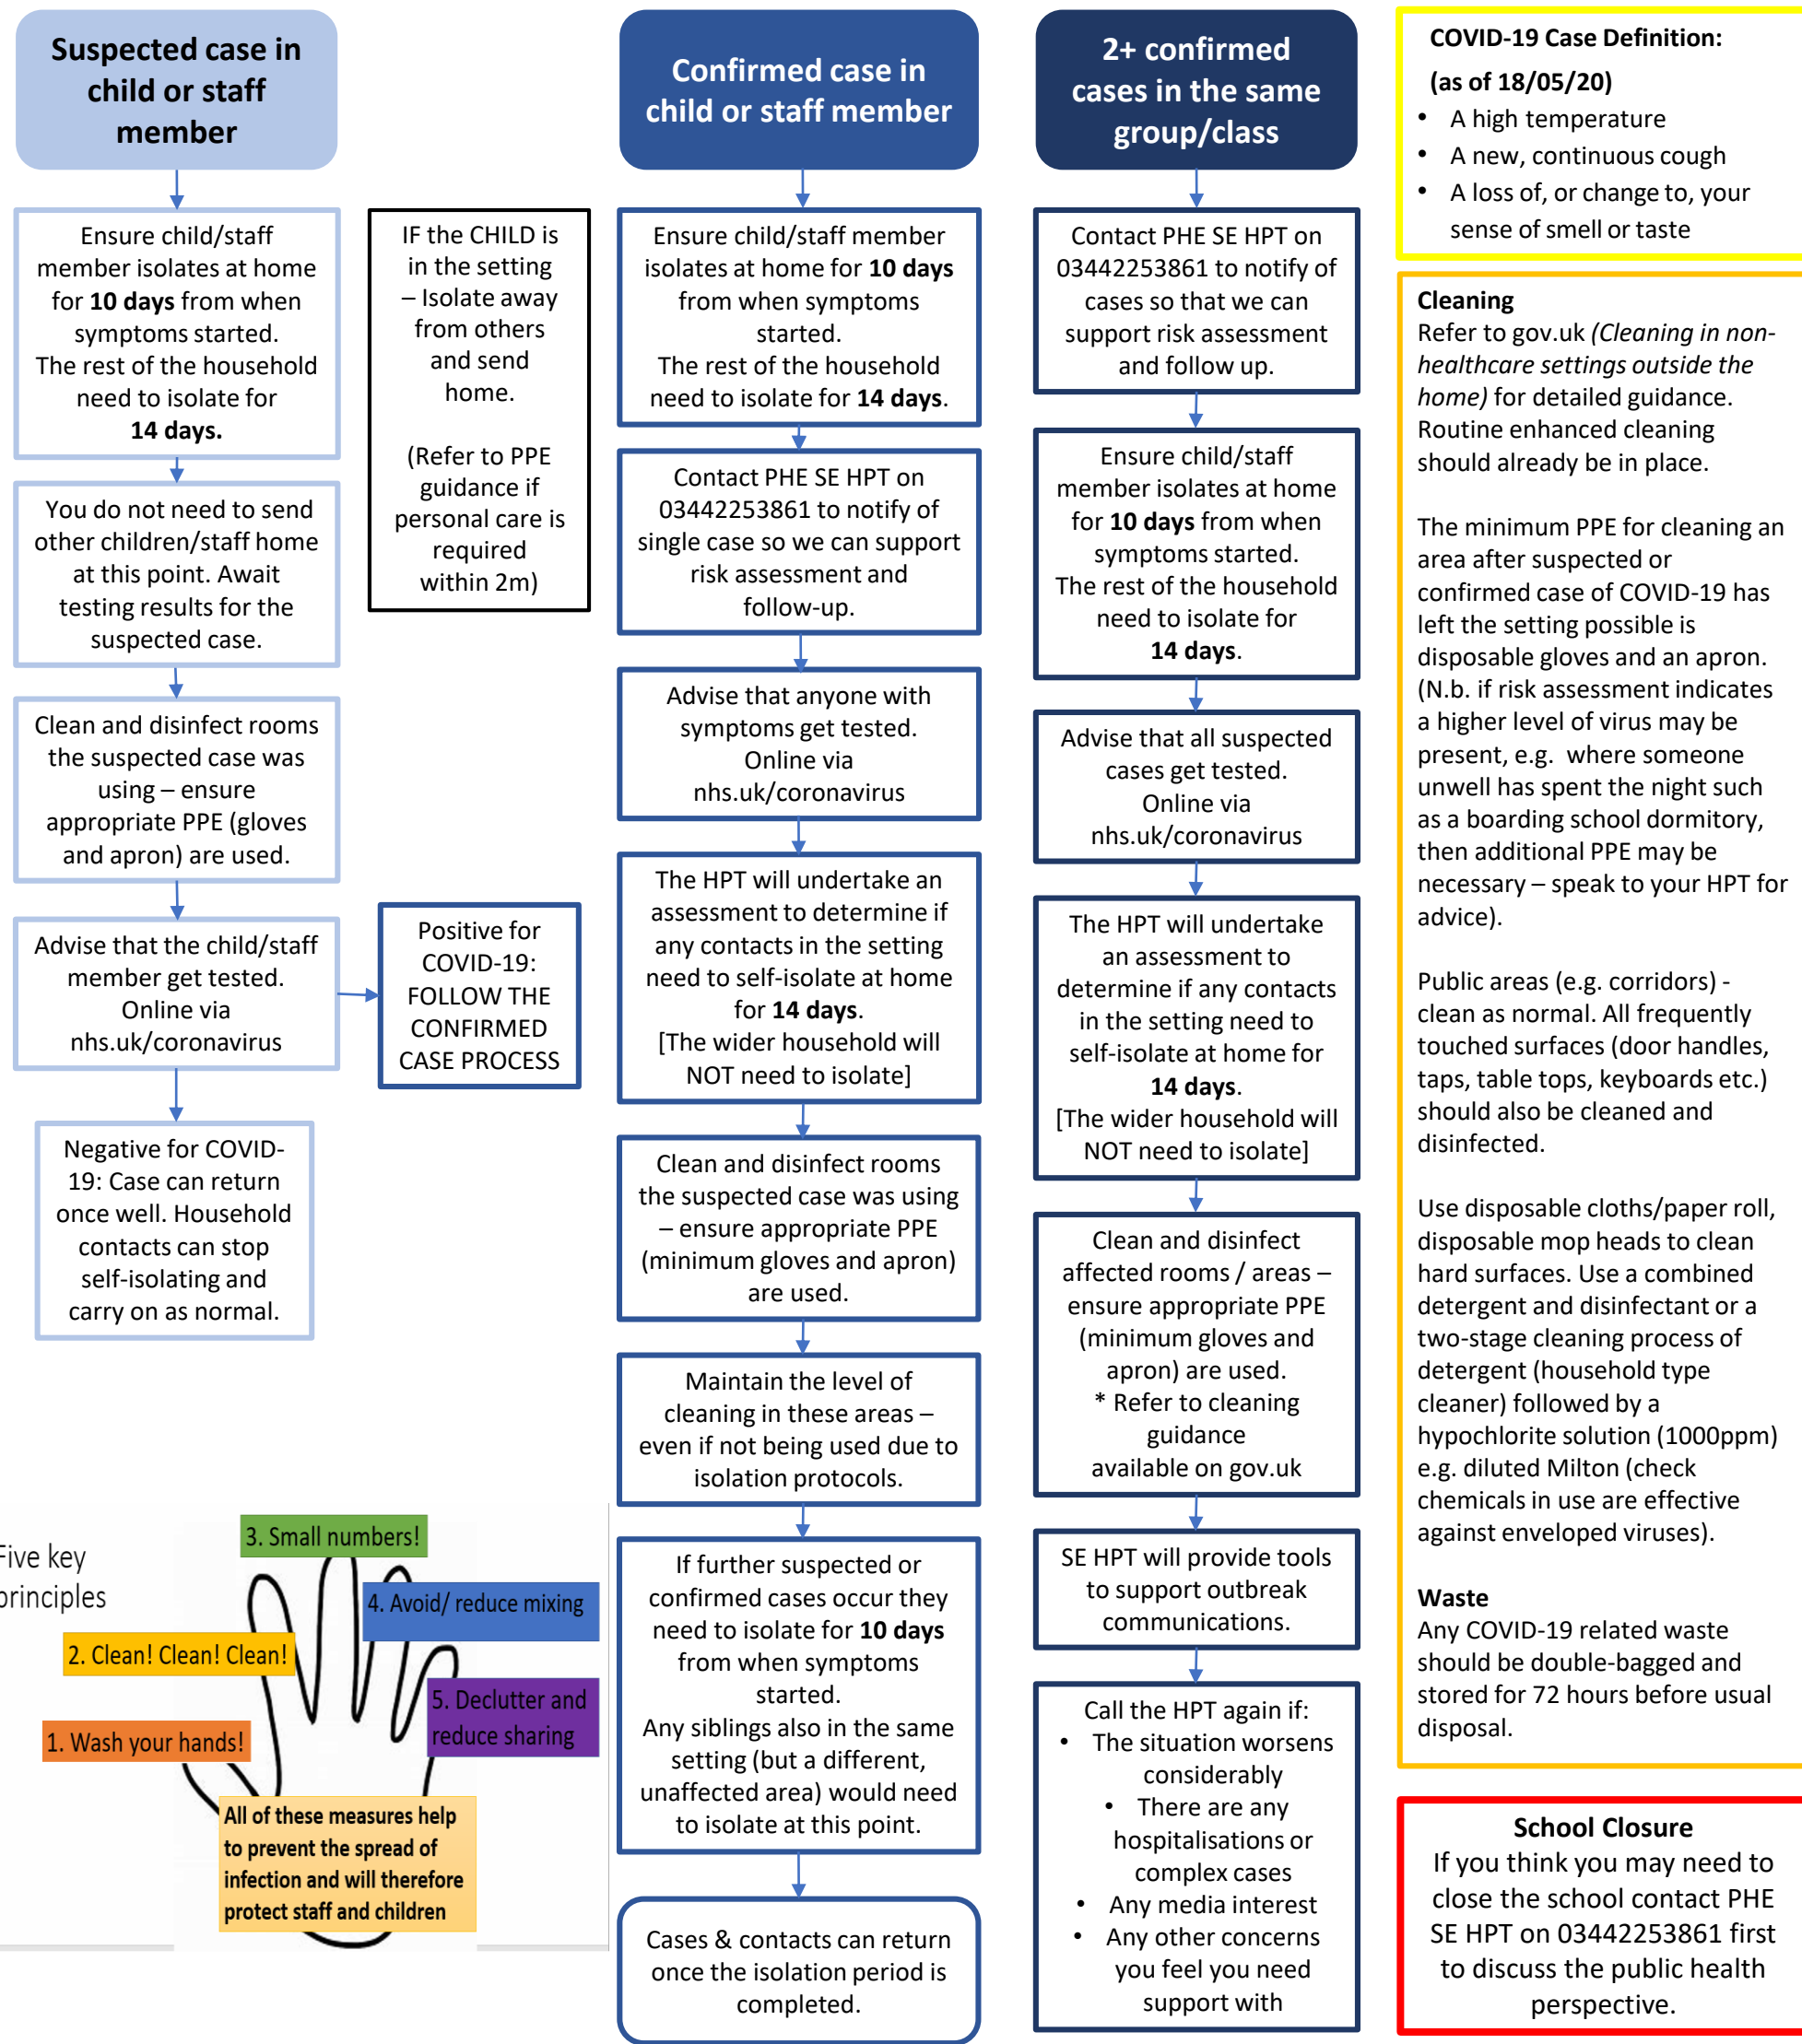 Suspected case in
child or staff
member
Ensure child/staff
member isolates at home
for 10 days from when
symptoms started.
The rest of the household
need to isolate for
14 days.
You do not need to send
other children/staff home
at this point. Await
testing results for the
suspected case.
Clean and disinfect rooms
the suspected case was
using – ensure
appropriate PPE (gloves
and apron) are used.
Advise that the child/staff
member get tested.
Online via
nhs.uk/coronavirus
Negative for COVID-
19: Case can return
once well. Household
contacts can stop
self-isolating and
carry on as normal.
IF the CHILD is
in the setting
– Isolate away
from others
and send
home.
(Refer to PPE
guidance if
personal care is
required
within 2m)
Positive for
COVID-19:
FOLLOW THE
CONFIRMED
CASE PROCESS
Five key
principles
1. Wash your hands!
2. Clean! Clean! Clean!
3. Small numbers!
4. Avoid/ reduce mixing
5. Declutter and
reduce sharing
All of these measures help
to prevent the spread of
infection and will therefore
protect staff and children
Confirmed case in
child or staff member
Ensure child/staff member
isolates at home for 10 days
from when symptoms
started.
The rest of the household
need to isolate for 14 days.
Contact PHE SE HPT on
03442253861 to notify of
single case so we can support
risk assessment and
follow-up.
Advise that anyone with
symptoms get tested.
Online via
nhs.uk/coronavirus
The HPT will undertake an
assessment to determine if
any contacts in the setting
need to self-isolate at home
for 14 days.
[The wider household will
NOT need to isolate]
Clean and disinfect rooms
the suspected case was using
– ensure appropriate PPE
(minimum gloves and apron)
are used.
Maintain the level of
cleaning in these areas –
even if not being used due to
isolation protocols.
If further suspected or
confirmed cases occur they
need to isolate for 10 days
from when symptoms
started.
Any siblings also in the same
setting (but a different,
unaffected area) would need
to isolate at this point.
Cases & contacts can return
once the isolation period is
completed.
2+ confirmed
cases in the same
group/class
Contact PHE SE HPT on
03442253861 to notify of
cases so that we can
support risk assessment
and follow up.
Ensure child/staff
member isolates at home
for 10 days from when
symptoms started.
The rest of the household
need to isolate for
14 days.
Advise that all suspected
cases get tested.
Online via
nhs.uk/coronavirus
The HPT will undertake
an assessment to
determine if any contacts
in the setting need to
self-isolate at home for
14 days.
[The wider household will
NOT need to isolate]
Clean and disinfect
affected rooms / areas –
ensure appropriate PPE
(minimum gloves and
apron) are used.
* Refer to cleaning
guidance
available on gov.uk
SE HPT will provide tools
to support outbreak
communications.
Call the HPT again if:
• The situation worsens
considerably
• There are any
hospitalisations or
complex cases
• Any media interest
• Any other concerns
you feel you need
support with
COVID-19 Case Definition:
(as of 18/05/20)
• A high temperature
• A new, continuous cough
• A loss of, or change to, your
sense of smell or taste
Cleaning
Refer to gov.uk (Cleaning in non-
healthcare settings outside the
home) for detailed guidance.
Routine enhanced cleaning
should already be in place.
The minimum PPE for cleaning an
area after suspected or
confirmed case of COVID-19 has
left the setting possible is
disposable gloves and an apron.
(N.b. if risk assessment indicates
a higher level of virus may be
present, e.g. where someone
unwell has spent the night such
as a boarding school dormitory,
then additional PPE may be
necessary – speak to your HPT for
advice).
Public areas (e.g. corridors) -
clean as normal. All frequently
touched surfaces (door handles,
taps, table tops, keyboards etc.)
should also be cleaned and
disinfected.
Use disposable cloths/paper roll,
disposable mop heads to clean
hard surfaces. Use a combined
detergent and disinfectant or a
two-stage cleaning process of
detergent (household type
cleaner) followed by a
hypochlorite solution (1000ppm)
e.g. diluted Milton (check
chemicals in use are effective
against enveloped viruses).
Waste
Any COVID-19 related waste
should be double-bagged and
stored for 72 hours before usual
disposal.
School Closure
If you think you may need to
close the school contact PHE
SE HPT on 03442253861 first
to discuss the public health
perspective.